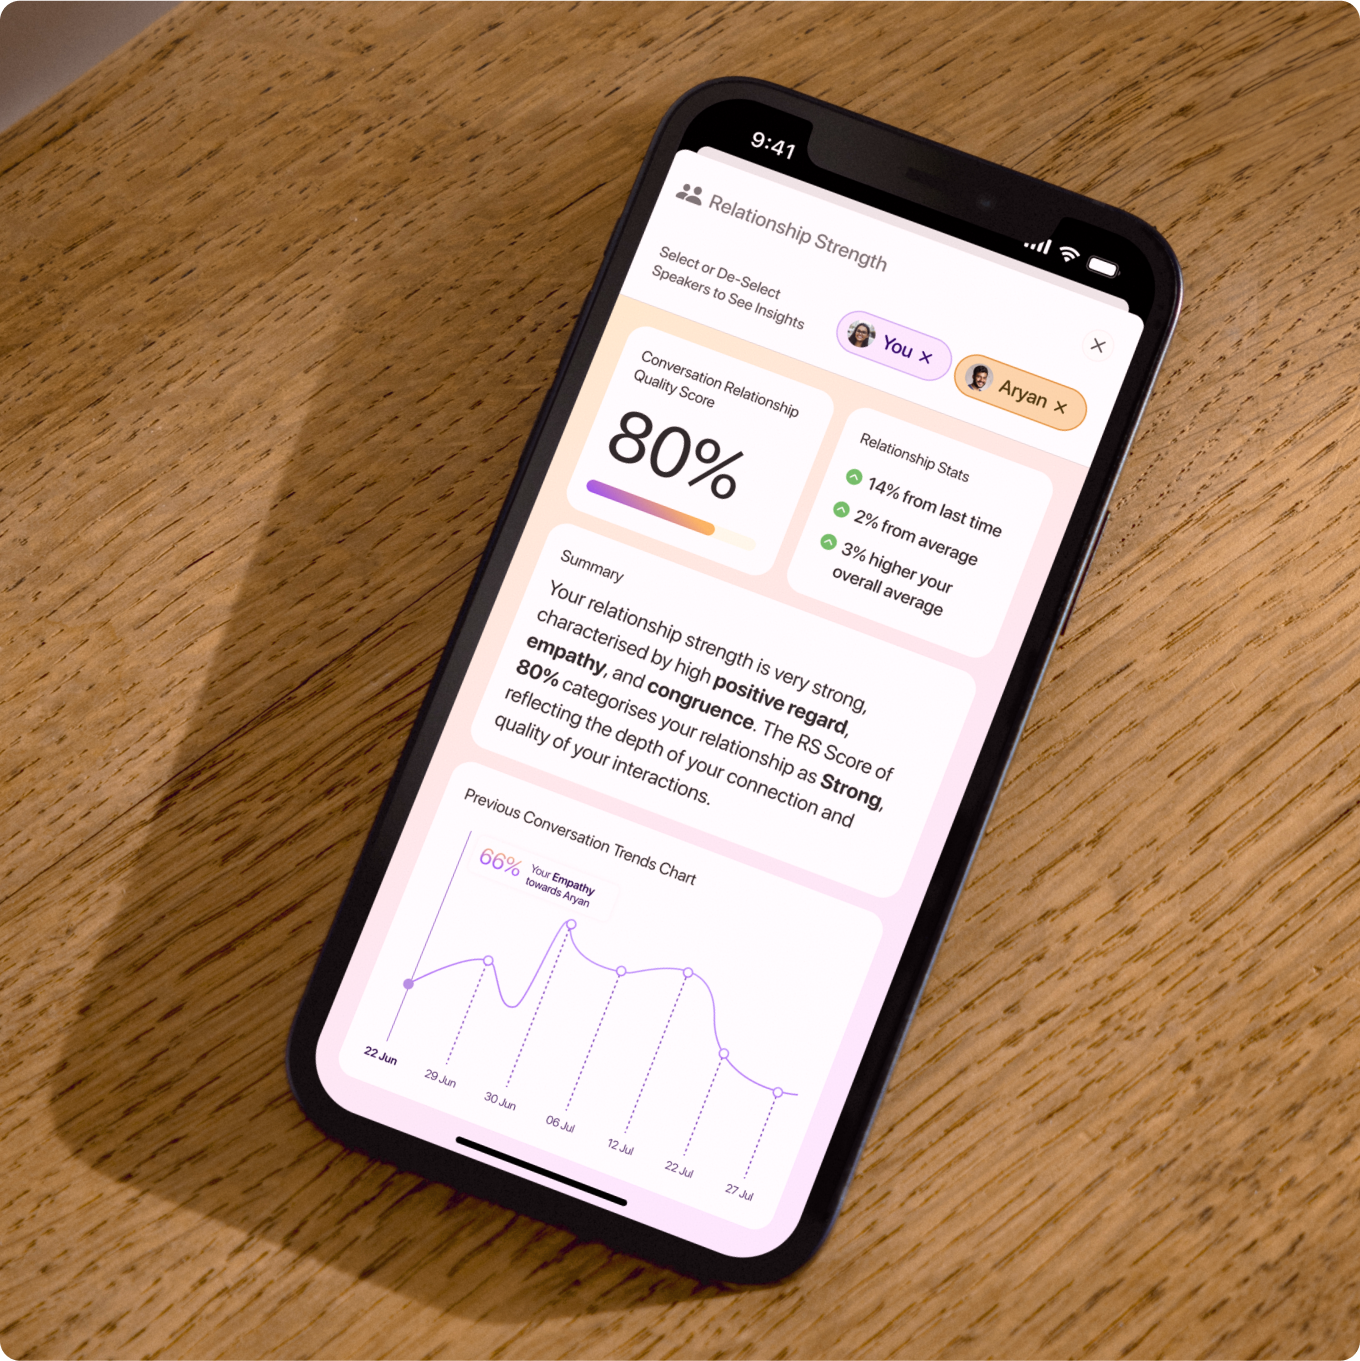 9:41
Relationship Strength
Select or De-Select
Speakers to See Insights
You
Aryan
Conversation Relationship
Quality Score
80%
Relationship Stats
14% from last time
2% from average
3% higher your
overall average
Summary
Your relationship strength is very strong,
characterised by high positive regard,
empathy, and congruence. The RS Score of
80% categorises your relationship as Strong,
reflecting the depth of your connection and
quality of your interactions.
Previous Conversation Trends Chart
66%
Your Empathy
towards Aryan
22 Jun
29 Jun
30 Jun
06 Jul
12 Jul
22 Jul
27 Jul